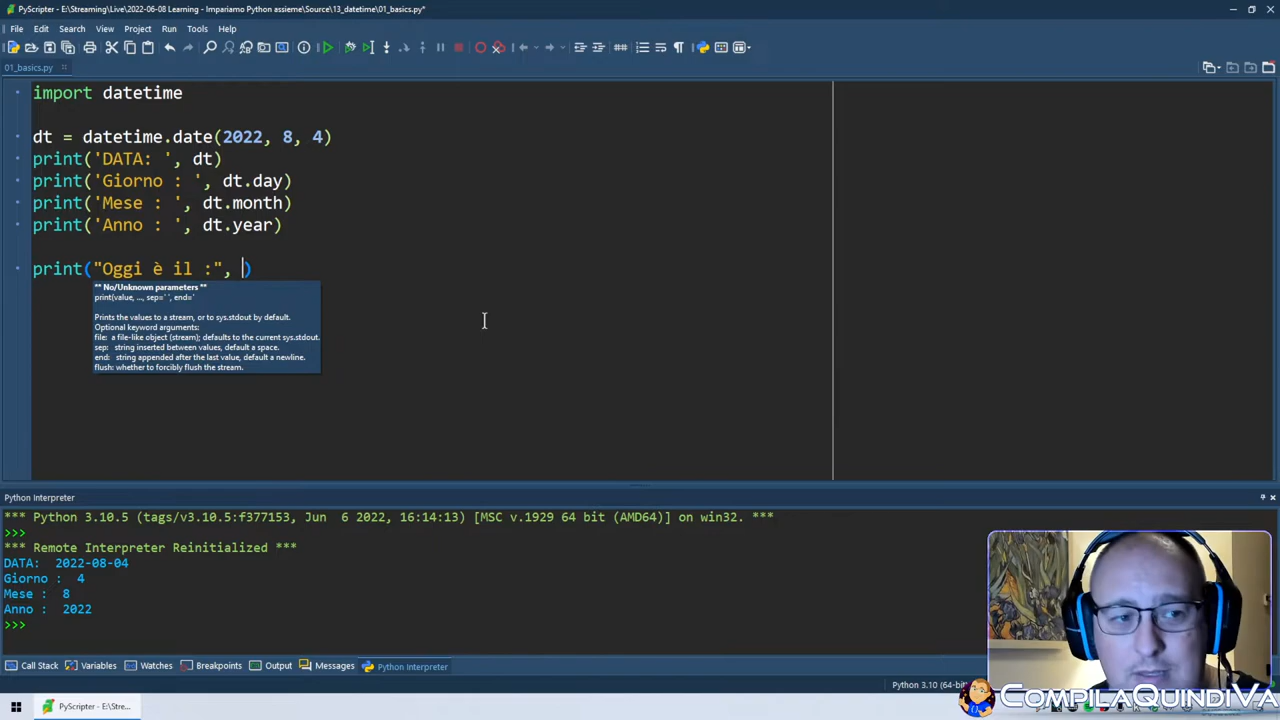 PyScripter - E:\Streaming\Live\2022-06-08 Learning - Impariamo Python assieme\Source\13_datetime\01_basics.py*
File Edit Search View Project Run Tools Help
01_basics.py
import datetime
dt = datetime.date(2022, 8, 4)
print('DATA: ', dt)
print('Giorno : ', dt.day)
print('Mese : ', dt.month)
print('Anno : ', dt.year)
print("Oggi è il :", )
** No/Unknown parameters **
print(value, ..., sep=' ', end='
Prints the values to a stream, or to sys.stdout by default.
Optional keyword arguments:
file: a file-like object (stream); defaults to the current sys.stdout.
sep: string inserted between values, default a space.
end: string appended after the last value, default a newline.
flush: whether to forcibly flush the stream.
Python Interpreter
*** Python 3.10.5 (tags/v3.10.5:f377153, Jun 6 2022, 16:14:13) [MSC v.1929 64 bit (AMD64)] on win32. ***
>>>
*** Remote Interpreter Reinitialized ***
DATA: 2022-08-04
Giorno : 4
Mese : 8
Anno : 2022
>>>
Call Stack Variables Watches Breakpoints Output Messages Python Interpreter
Python 3.10 (64-bit
PyScripter - E:\Stre...
COMPILAQUINDIVA